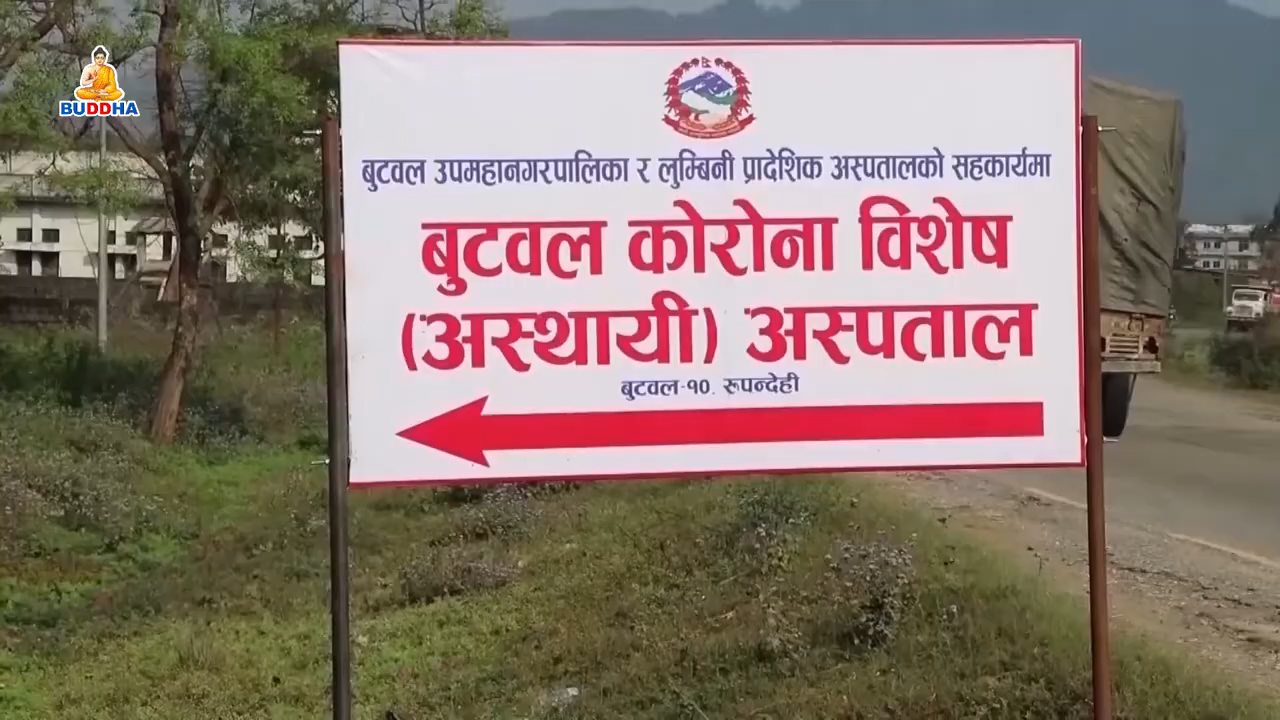 BUDDHA
बुटवल उपमहानगरपालिका र लुम्बिनी प्रादेशिक अस्पतालको सहकार्यमा
बुटवल कोरोना विशेष
(अस्थायी) अस्पताल
बुटवल-१०, रुपन्देही